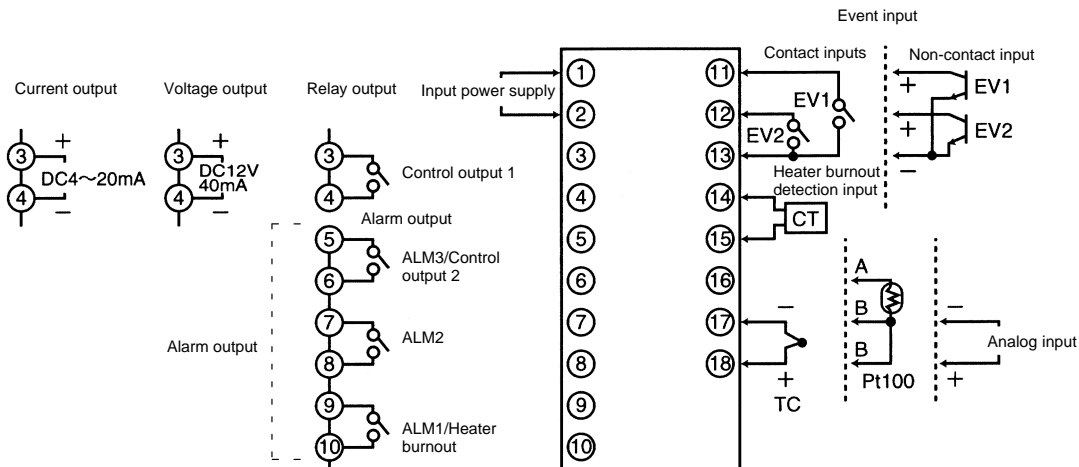 Event input
Current output
Voltage output
Relay output
Input power supply
Contact inputs
Non-contact input
3
+
DC4~20mA
4
−
3
+
DC12V
40mA
4
−
3
4
Control output 1
Alarm output
Alarm output
5
6
ALM3/Control
output 2
7
8
ALM2
9
10
ALM1/Heater
burnout
1
2
3
4
5
6
7
8
9
10
11
12
13
14
15
16
17
18
EV1
EV2
+
EV1
+
EV2
−
Heater burnout
detection input
CT
−
+
TC
A
B
B
Pt100
−
+
Analog input